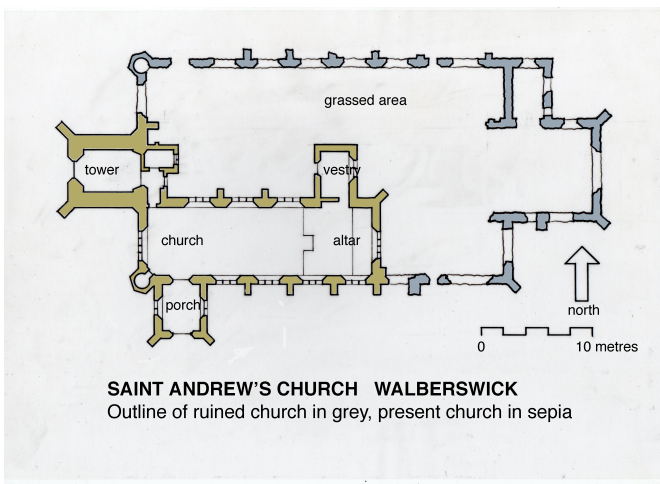 grassed area
tower
vestry
church
altar
porch
north
0 10 metres
SAINT ANDREW'S CHURCH WALBERSWICK
Outline of ruined church in grey, present church in sepia